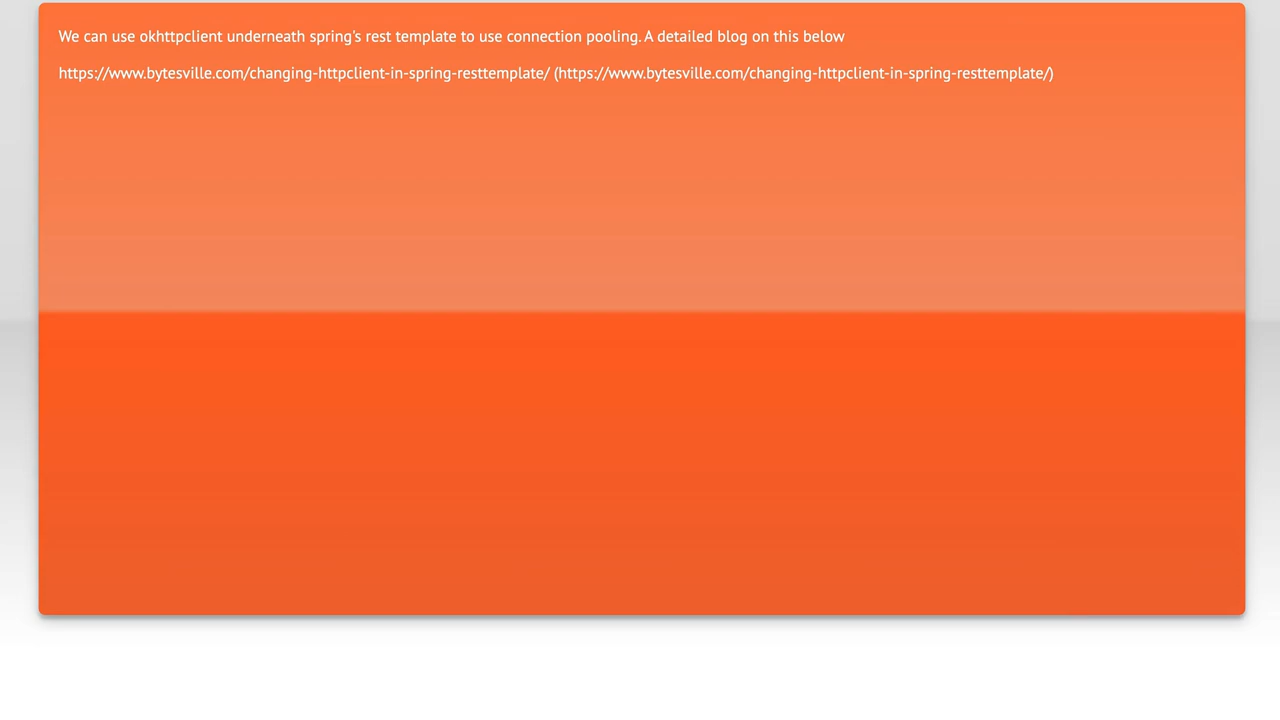 We can use okhttpclient underneath spring's rest template to use connection pooling. A detailed blog on this below
https://www.bytesville.com/changing-httpclient-in-spring-resttemplate/ (https://www.bytesville.com/changing-httpclient-in-spring-resttemplate/)